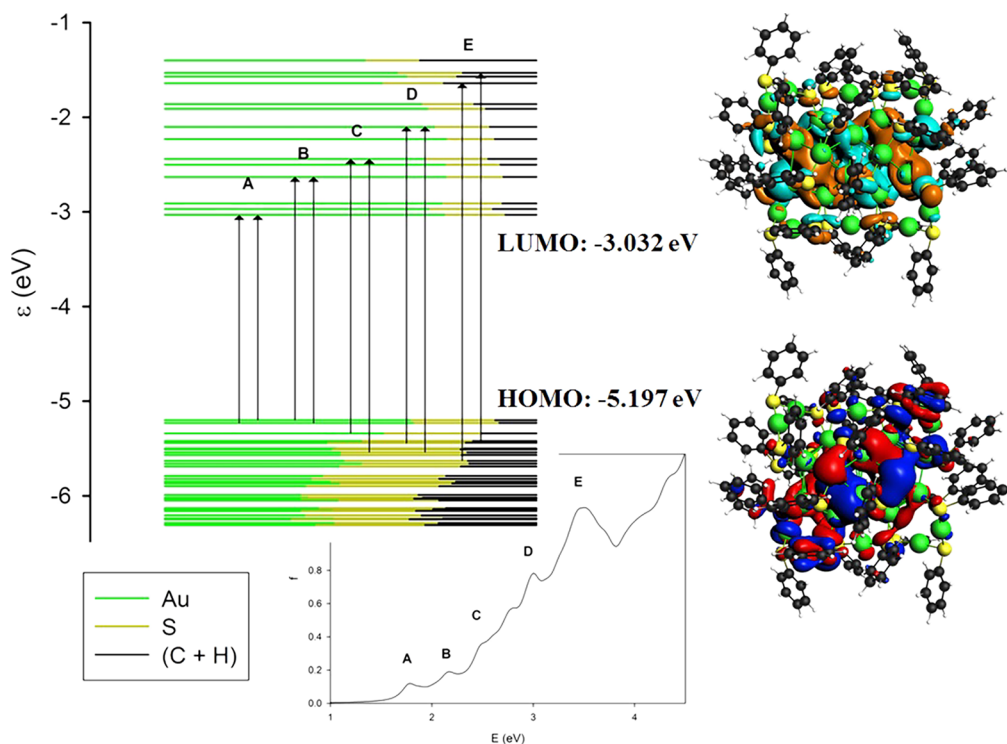 -1
-2
-3
-4
-5
-6
ε (eV)
A
B
C
D
E
LUMO: -3.032 eV
HOMO: -5.197 eV
Au
S
(C + H)
f
0.8
0.6
0.4
0.2
0.0
1
2
3
4
E (eV)
A
B
C
D
E